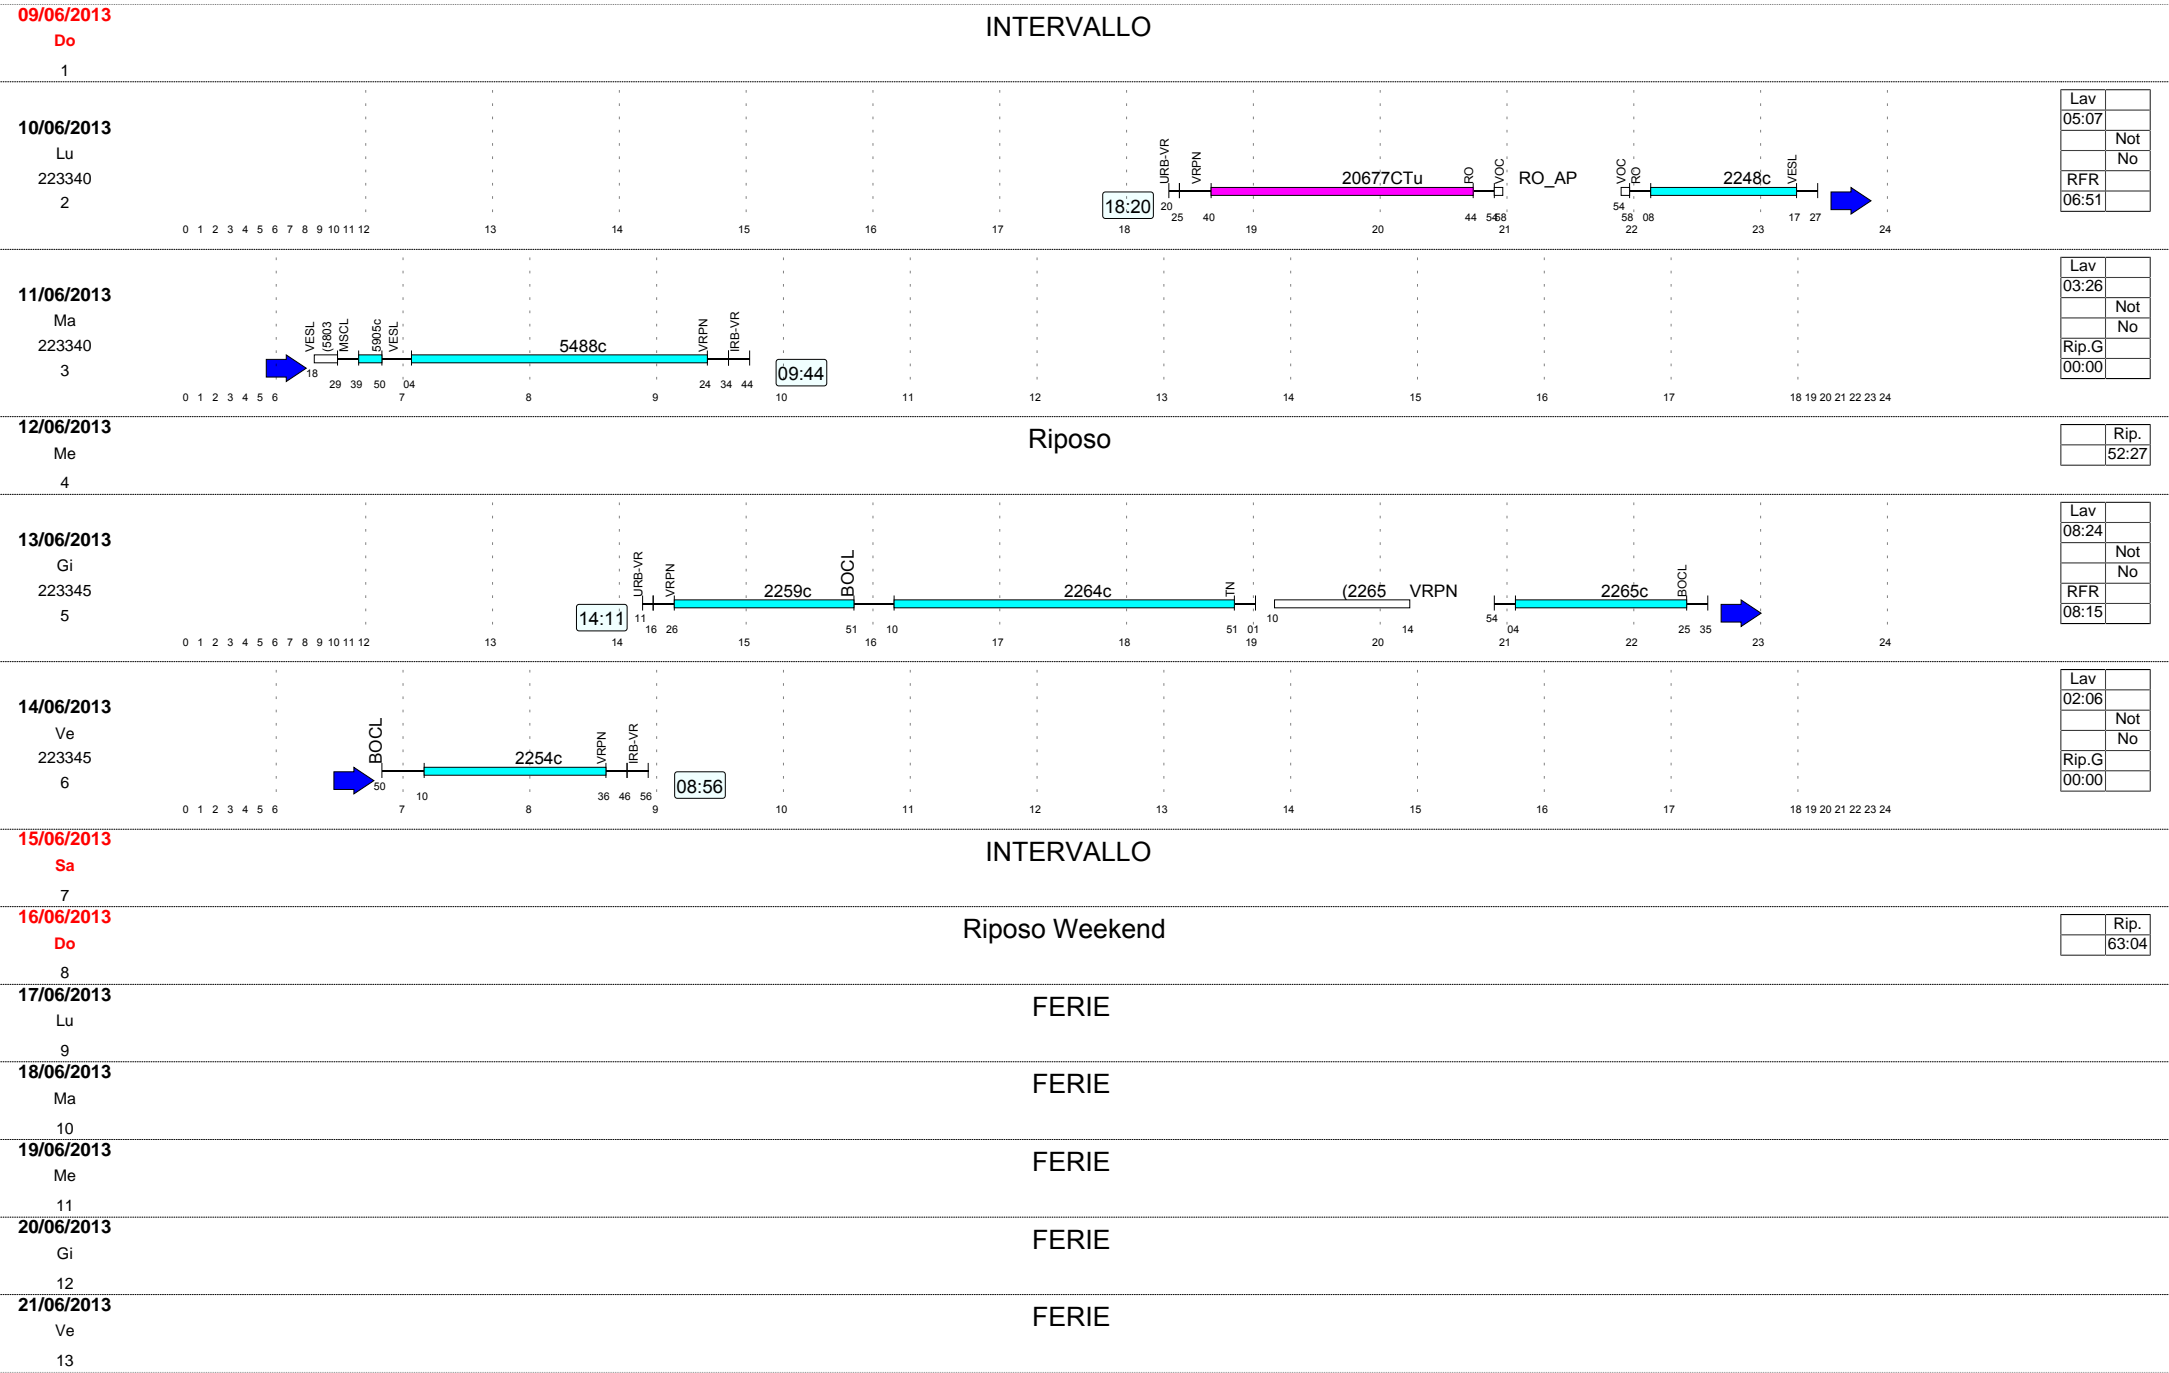 09/06/2013
Do
1
INTERVALLO
10/06/2013
Lu
223340
2
18:20
URB-VR
VRPN
20677CTu
RO
VOC
RO_AP
VOC
RO
2248c
VESL
20 25 40 44 54 58 54 58 08 17 27
0 1 2 3 4 5 6 7 8 9 10 11 12 13 14 15 16 17 18 19 20 21 22 23 24
Lav
05:07
Not
No
RFR
06:51
11/06/2013
Ma
223340
3
VESL
(5803
MSCL
5905c
VESL
5488c
VRPN
IRB-VR
09:44
18 29 39 50 04 24 34 44
0 1 2 3 4 5 6 7 8 9 10 11 12 13 14 15 16 17 18 19 20 21 22 23 24
Lav
03:26
Not
No
Rip.G
00:00
12/06/2013
Me
4
Riposo
Rip.
52:27
13/06/2013
Gi
223345
5
14:11
URB-VR
VRPN
2259c
BOCL
2264c
TN
(2265
VRPN
2265c
BOCL
11 16 26 51 10 51 01 10 14 54 04 25 35
0 1 2 3 4 5 6 7 8 9 10 11 12 13 14 15 16 17 18 19 20 21 22 23 24
Lav
08:24
Not
No
RFR
08:15
14/06/2013
Ve
223345
6
BOCL
2254c
VRPN
IRB-VR
08:56
50 10 36 46 56
0 1 2 3 4 5 6 7 8 9 10 11 12 13 14 15 16 17 18 19 20 21 22 23 24
Lav
02:06
Not
No
Rip.G
00:00
15/06/2013
Sa
7
INTERVALLO
16/06/2013
Do
8
Riposo Weekend
Rip.
63:04
17/06/2013
Lu
9
FERIE
18/06/2013
Ma
10
FERIE
19/06/2013
Me
11
FERIE
20/06/2013
Gi
12
FERIE
21/06/2013
Ve
13
FERIE